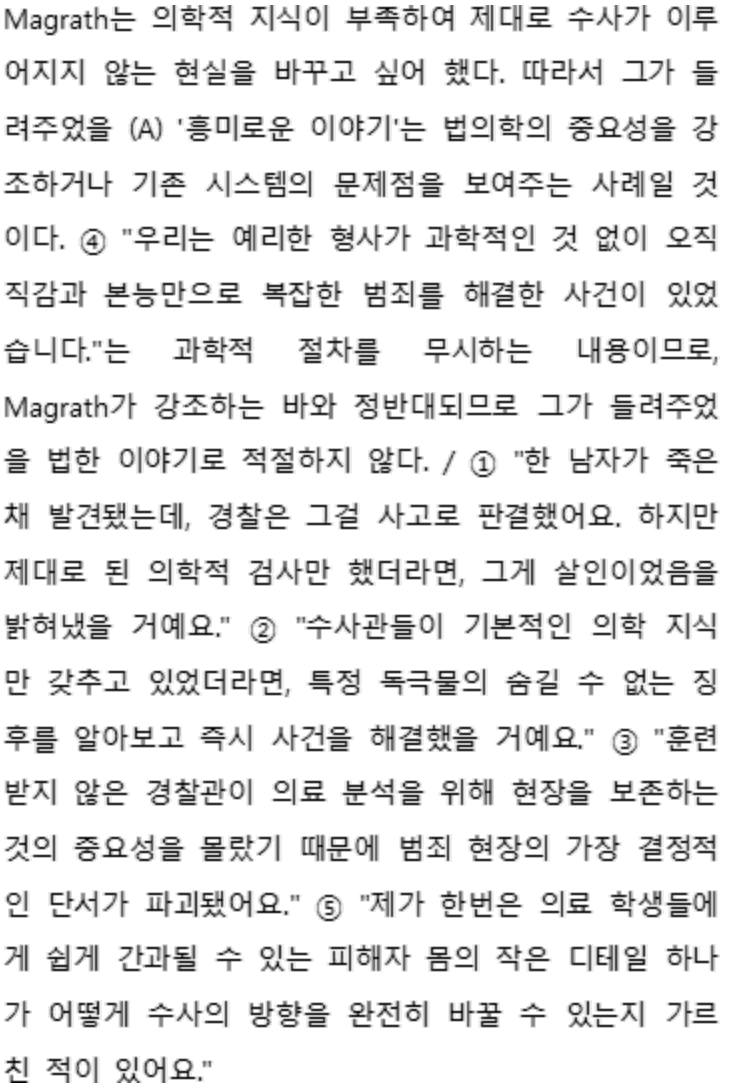 Magrath는 의학적 지식이 부족하여 제대로 수사가 이루
어지지 않는 현실을 바꾸고 싶어 했다. 따라서 그가 들
려주었을 (A) '흥미로운 이야기'는 법의학의 중요성을 강
조하거나 기존 시스템의 문제점을 보여주는 사례일 것
이다. ④ "우리는 예리한 형사가 과학적인 것 없이 오직
직감과 본능만으로 복잡한 범죄를 해결한 사건이 있었
습니다."는 과학적 절차를 무시하는 내용이므로,
Magrath가 강조하는 바와 정반대되므로 그가 들려주었
을 법한 이야기로 적절하지 않다. / ① "한 남자가 죽은
채 발견됐는데, 경찰은 그걸 사고로 판결했어요. 하지만
제대로 된 의학적 검사만 했더라면, 그게 살인이었음을
밝혀냈을 거예요." ② "수사관들이 기본적인 의학 지식
만 갖추고 있었더라면, 특정 독극물의 숨길 수 없는 징
후를 알아보고 즉시 사건을 해결했을 거예요." ③ "훈련
받지 않은 경찰관이 의료 분석을 위해 현장을 보존하는
것의 중요성을 몰랐기 때문에 범죄 현장의 가장 결정적
인 단서가 파괴됐어요." ⑤ "제가 한번은 의료 학생들에
게 쉽게 간과될 수 있는 피해자 몸의 작은 디테일 하나
가 어떻게 수사의 방향을 완전히 바꿀 수 있는지 가르
친 적이 있어요."